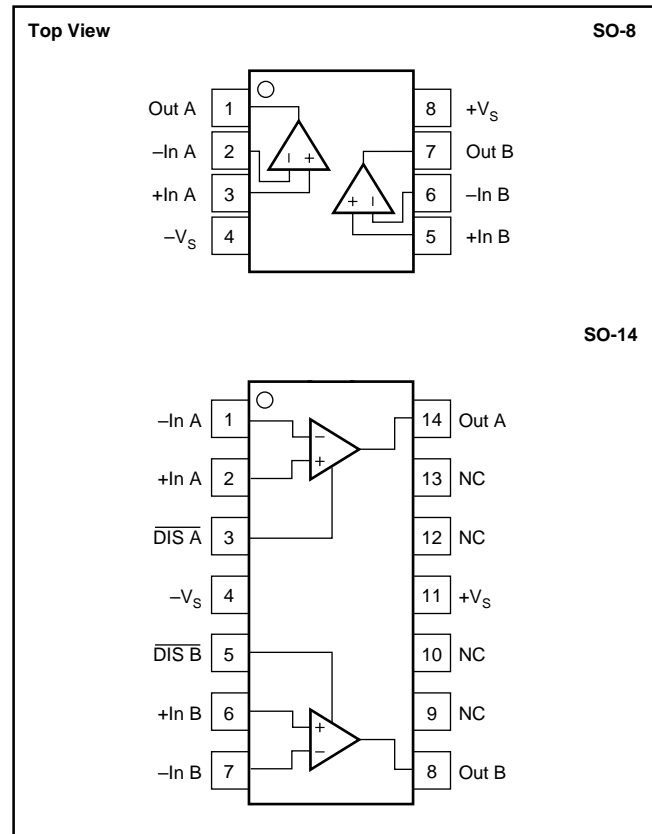 Top View SO-8
Out A 1 8 +VS
–In A 2 7 Out B
+In A 3 6 –In B
–VS 4 5 +In B
– +
+ –
SO-14
–In A 1 14 Out A
–
+In A 2 13 NC
+
DIS A 3 12 NC
–VS 4 11 +VS
DIS B 5 10 NC
+In B 6 9 NC
+
–
–In B 7 8 Out B